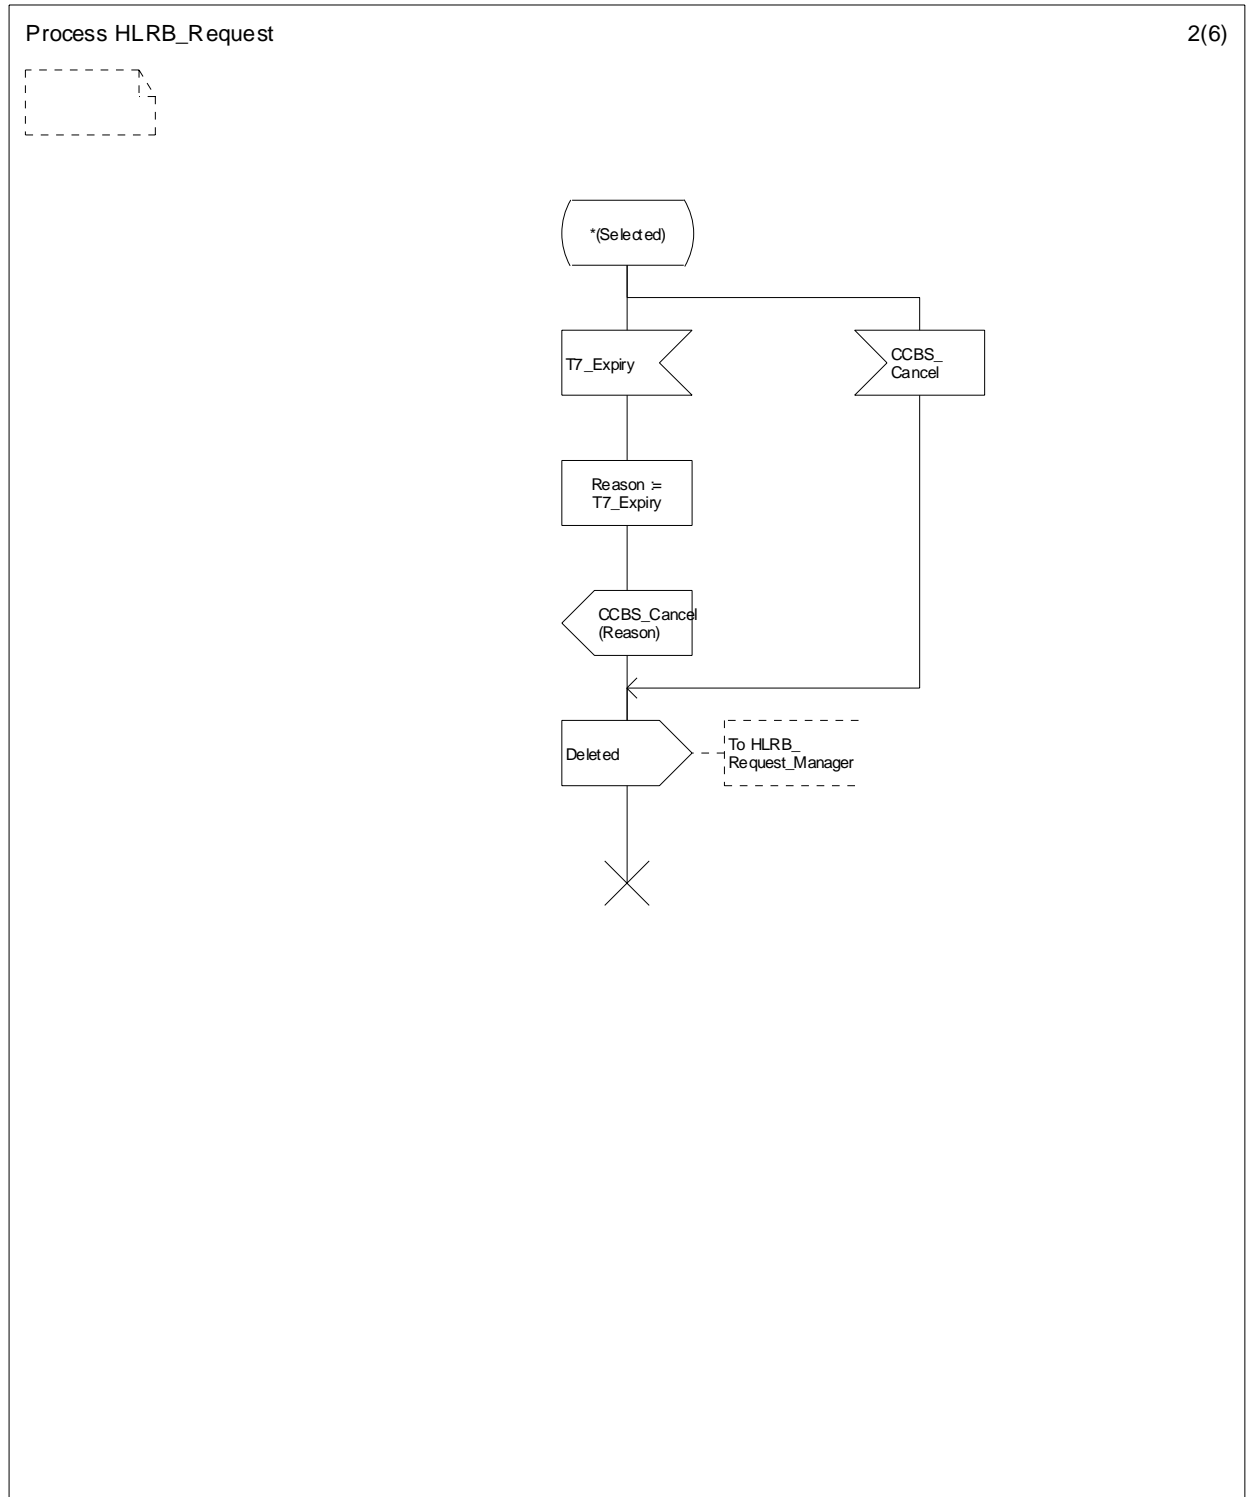 Process HLRB_Request
2(6)
*(Selected)
T7_Expiry
CCBS_
Cancel
Reason :=
T7_Expiry
CCBS_Cancel
(Reason)
Deleted
To HLRB_
Request_Manager